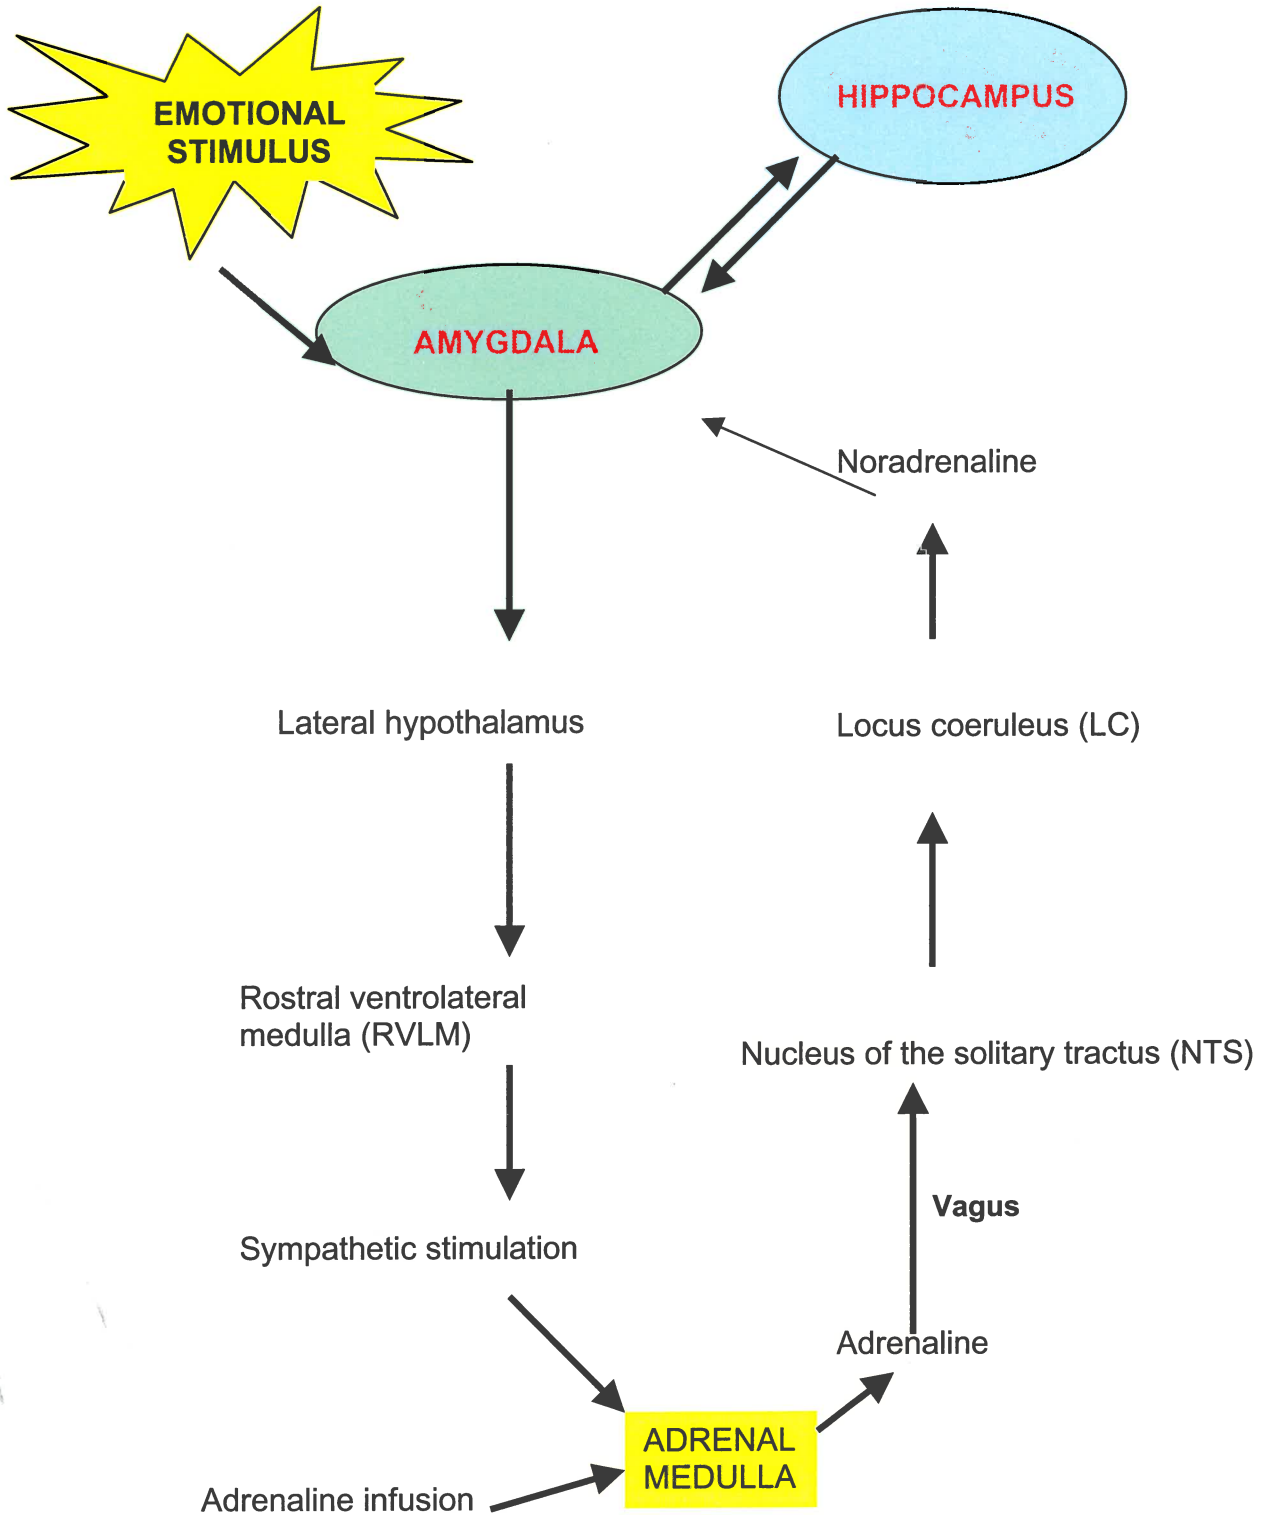 EMOTIONAL
STIMULUS
HIPPOCAMPUS
AMYGDALA
Noradrenaline
Lateral hypothalamus
Locus coeruleus (LC)
Rostral ventrolateral
medulla (RVLM)
Nucleus of the solitary tractus (NTS)
Vagus
Sympathetic stimulation
Adrenaline
ADRENAL
MEDULLA
Adrenaline infusion